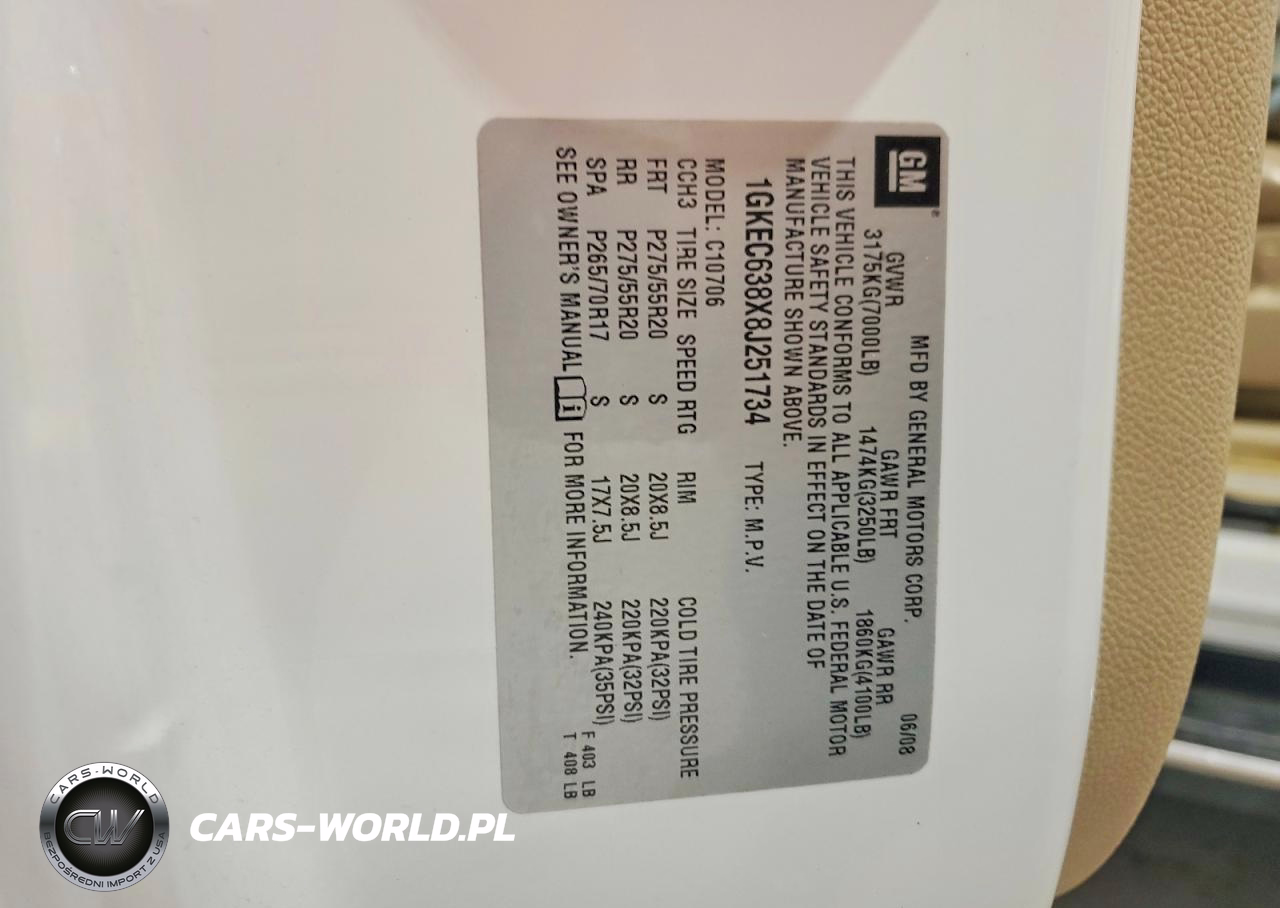 GM
MFD BY GENERAL MOTORS CORP. 06/08
GVWR GAWR FRT GAWR RR
3175KG(7000LB) 1474KG(3250LB) 1860KG(4100LB)
THIS VEHICLE CONFORMS TO ALL APPLICABLE U.S. FEDERAL MOTOR
VEHICLE SAFETY STANDARDS IN EFFECT ON THE DATE OF
MANUFACTURE SHOWN ABOVE.
1GKEC638X8J251734 TYPE: M.P.V.
MODEL: C10706
CCH3 TIRE SIZE SPEED RTG RIM COLD TIRE PRESSURE
FRT P275/55R20 S 20X8.5J 220KPA(32PSI)
RR P275/55R20 S 20X8.5J 220KPA(32PSI)
SPA P265/70R17 S 17X7.5J 240KPA(35PSI) F 403 LB
SEE OWNER'S MANUAL i FOR MORE INFORMATION. T 408 LB
CARS-WORLD
CW
BEZPOŚREDNI IMPORT Z USA
CARS-WORLD.PL